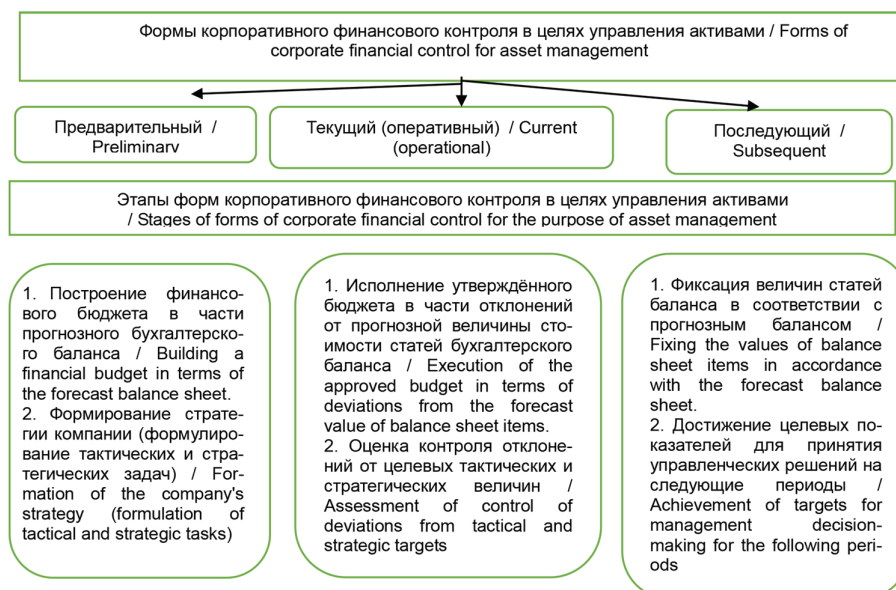 Формы корпоративного финансового контроля в целях управления активами / Forms of
corporate financial control for asset management
Предварительный /
Preliminary
Текущий (оперативный) / Current
(operational)
Последующий /
Subsequent
Этапы форм корпоративного финансового контроля в целях управления активами
/ Stages of forms of corporate financial control for the purpose of asset management
1. Построение финансо-
вого бюджета в части
прогнозного бухгалтерско-
го баланса / Building a
financial budget in terms of
the forecast balance sheet.
2. Формирование страте-
гии компании (формулиро-
вание тактических и стра-
тегических задач) / For-
mation of the company's
strategy (formulation of
tactical and strategic tasks)
1. Исполнение утверждённого
бюджета в части отклонений
от прогнозной величины сто-
имости статей бухгалтерского
баланса / Execution of the
approved budget in terms of
deviations from the forecast
value of balance sheet items.
2. Оценка контроля отклоне-
ний от целевых тактических и
стратегических величин /
Assessment of control of
deviations from tactical and
strategic targets
1. Фиксация величин статей
баланса в соответствии с
прогнозным балансом /
Fixing the values of balance
sheet items in accordance
with the forecast balance
sheet.
2. Достижение целевых по-
казателей для принятия
управленческих решений на
следующие периоды /
Achievement of targets for
management decision-
making for the following peri-
ods